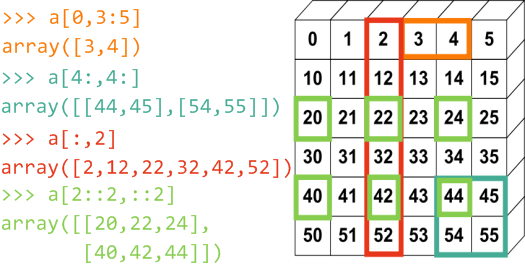 >>> a[0,3:5]
array([3,4])
>>> a[4:,4:]
array([[44,45],[54,55]])
>>> a[:,2]
array([2,12,22,32,42,52])
>>> a[2::2,::2]
array([[20,22,24],
[40,42,44]])
0 1 2 3 4 5
10 11 12 13 14 15
20 21 22 23 24 25
30 31 32 33 34 35
40 41 42 43 44 45
50 51 52 53 54 55